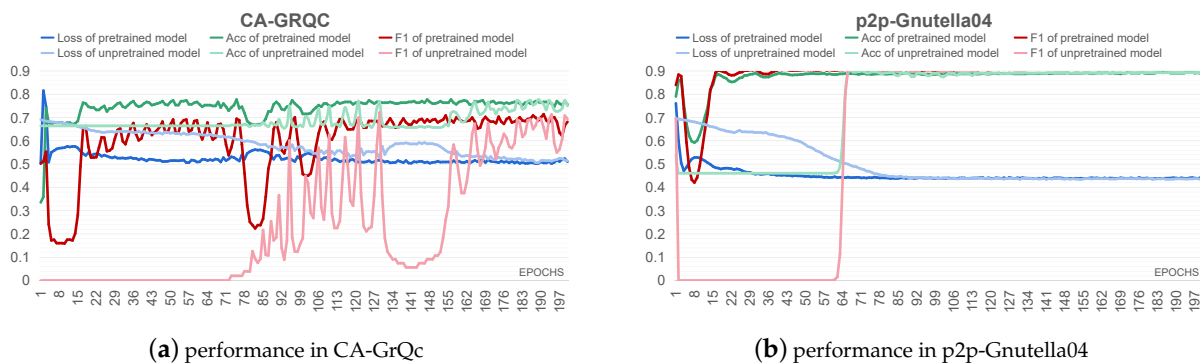 CA-GRQC
Loss of pretrained model Acc of pretrained model F1 of pretrained model
Loss of unpretrained model Acc of unpretrained model F1 of unpretrained model
0.9
0.8
0.7
0.6
0.5
0.4
0.3
0.2
0.1
0
EPOCHS
1 8 15 22 29 36 43 50 57 64 71 78 85 92 99 106 113 120 127 134 141 148 155 162 169 176 183 190 197
(a) performance in CA-GrQc
p2p-Gnutella04
Loss of pretrained model Acc of pretrained model F1 of pretrained model
Loss of unpretrained model Acc of unpretrained model F1 of unpretrained model
0.9
0.8
0.7
0.6
0.5
0.4
0.3
0.2
0.1
0
EPOCHS
1 8 15 22 29 36 43 50 57 64 71 78 85 92 99 106 113 120 127 134 141 148 155 162 169 176 183 190 197
(b) performance in p2p-Gnutella04